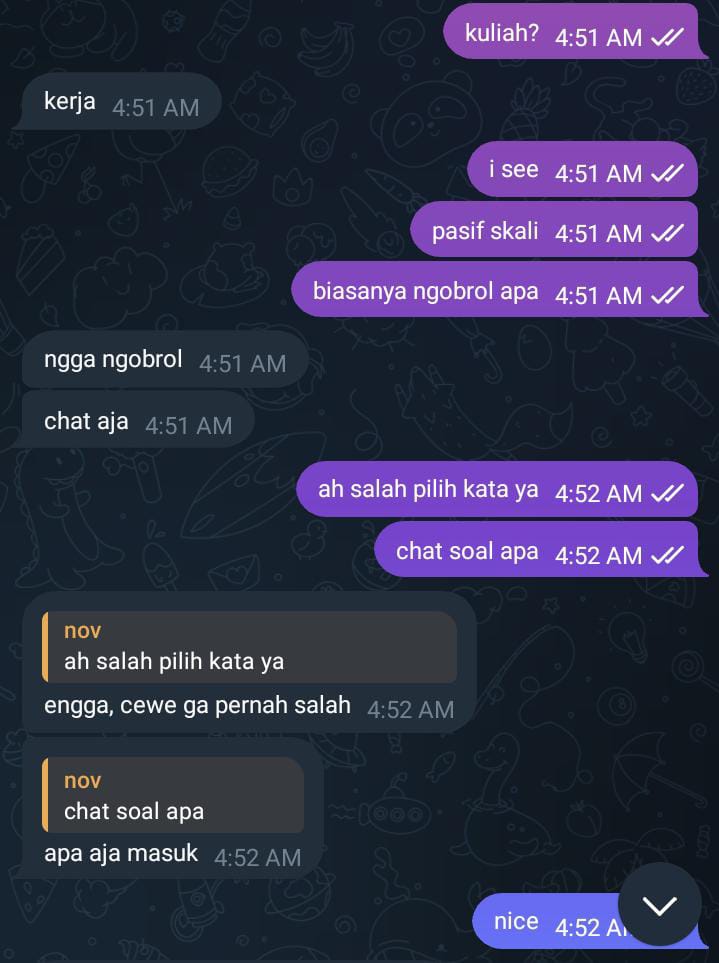 kuliah? 4:51 AM
kerja 4:51 AM
i see 4:51 AM
pasif skali 4:51 AM
biasanya ngobrol apa 4:51 AM
ngga ngobrol 4:51 AM
chat aja 4:51 AM
ah salah pilih kata ya 4:52 AM
chat soal apa 4:52 AM
nov
ah salah pilih kata ya
engga, cewe ga pernah salah 4:52 AM
nov
chat soal apa
apa aja masuk 4:52 AM
nice 4:52